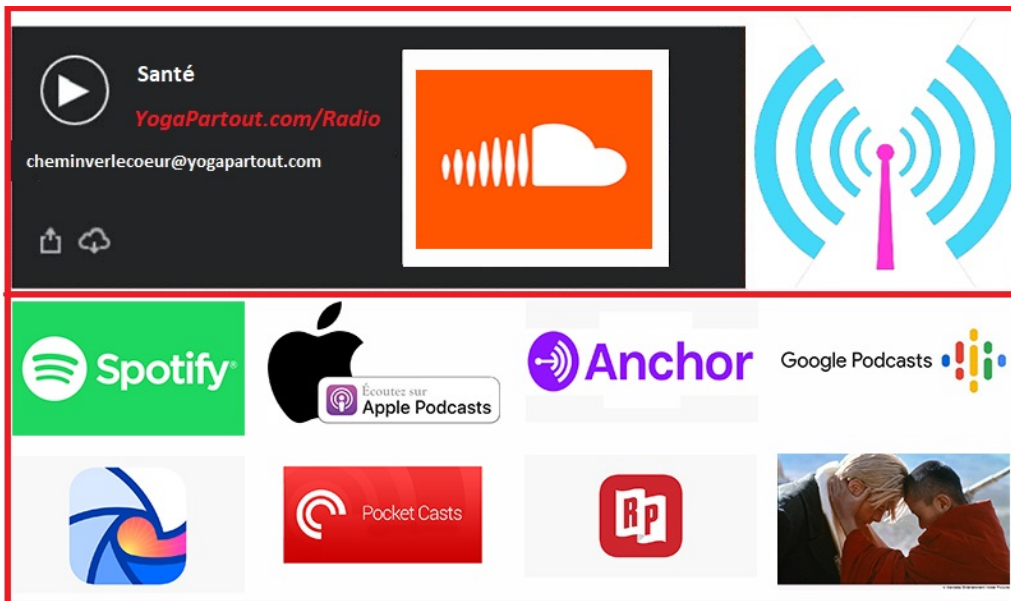 Santé
YogaPartout.com/Radio
cheminverlecoeur@yogapartout.com
Spotify®
Écoutez sur
Apple Podcasts
Anchor
Google Podcasts
Pocket Casts
RP